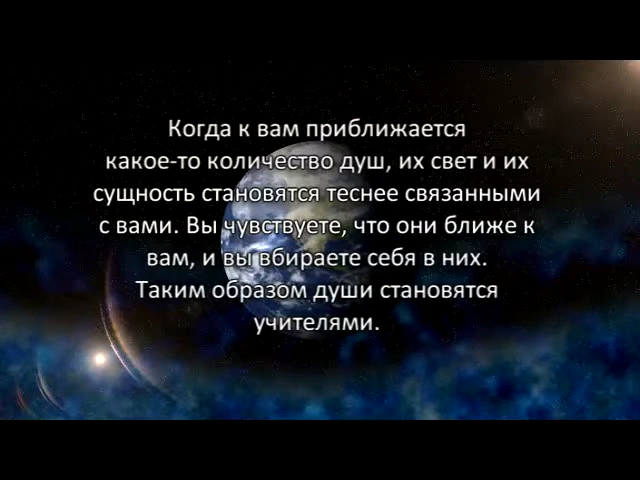 Когда к вам приближается
какое-то количество душ, их свет и их
сущность становятся теснее связанными
с вами. Вы чувствуете, что они ближе к
вам, и вы вбираете себя в них.
Таким образом души становятся
учителями.